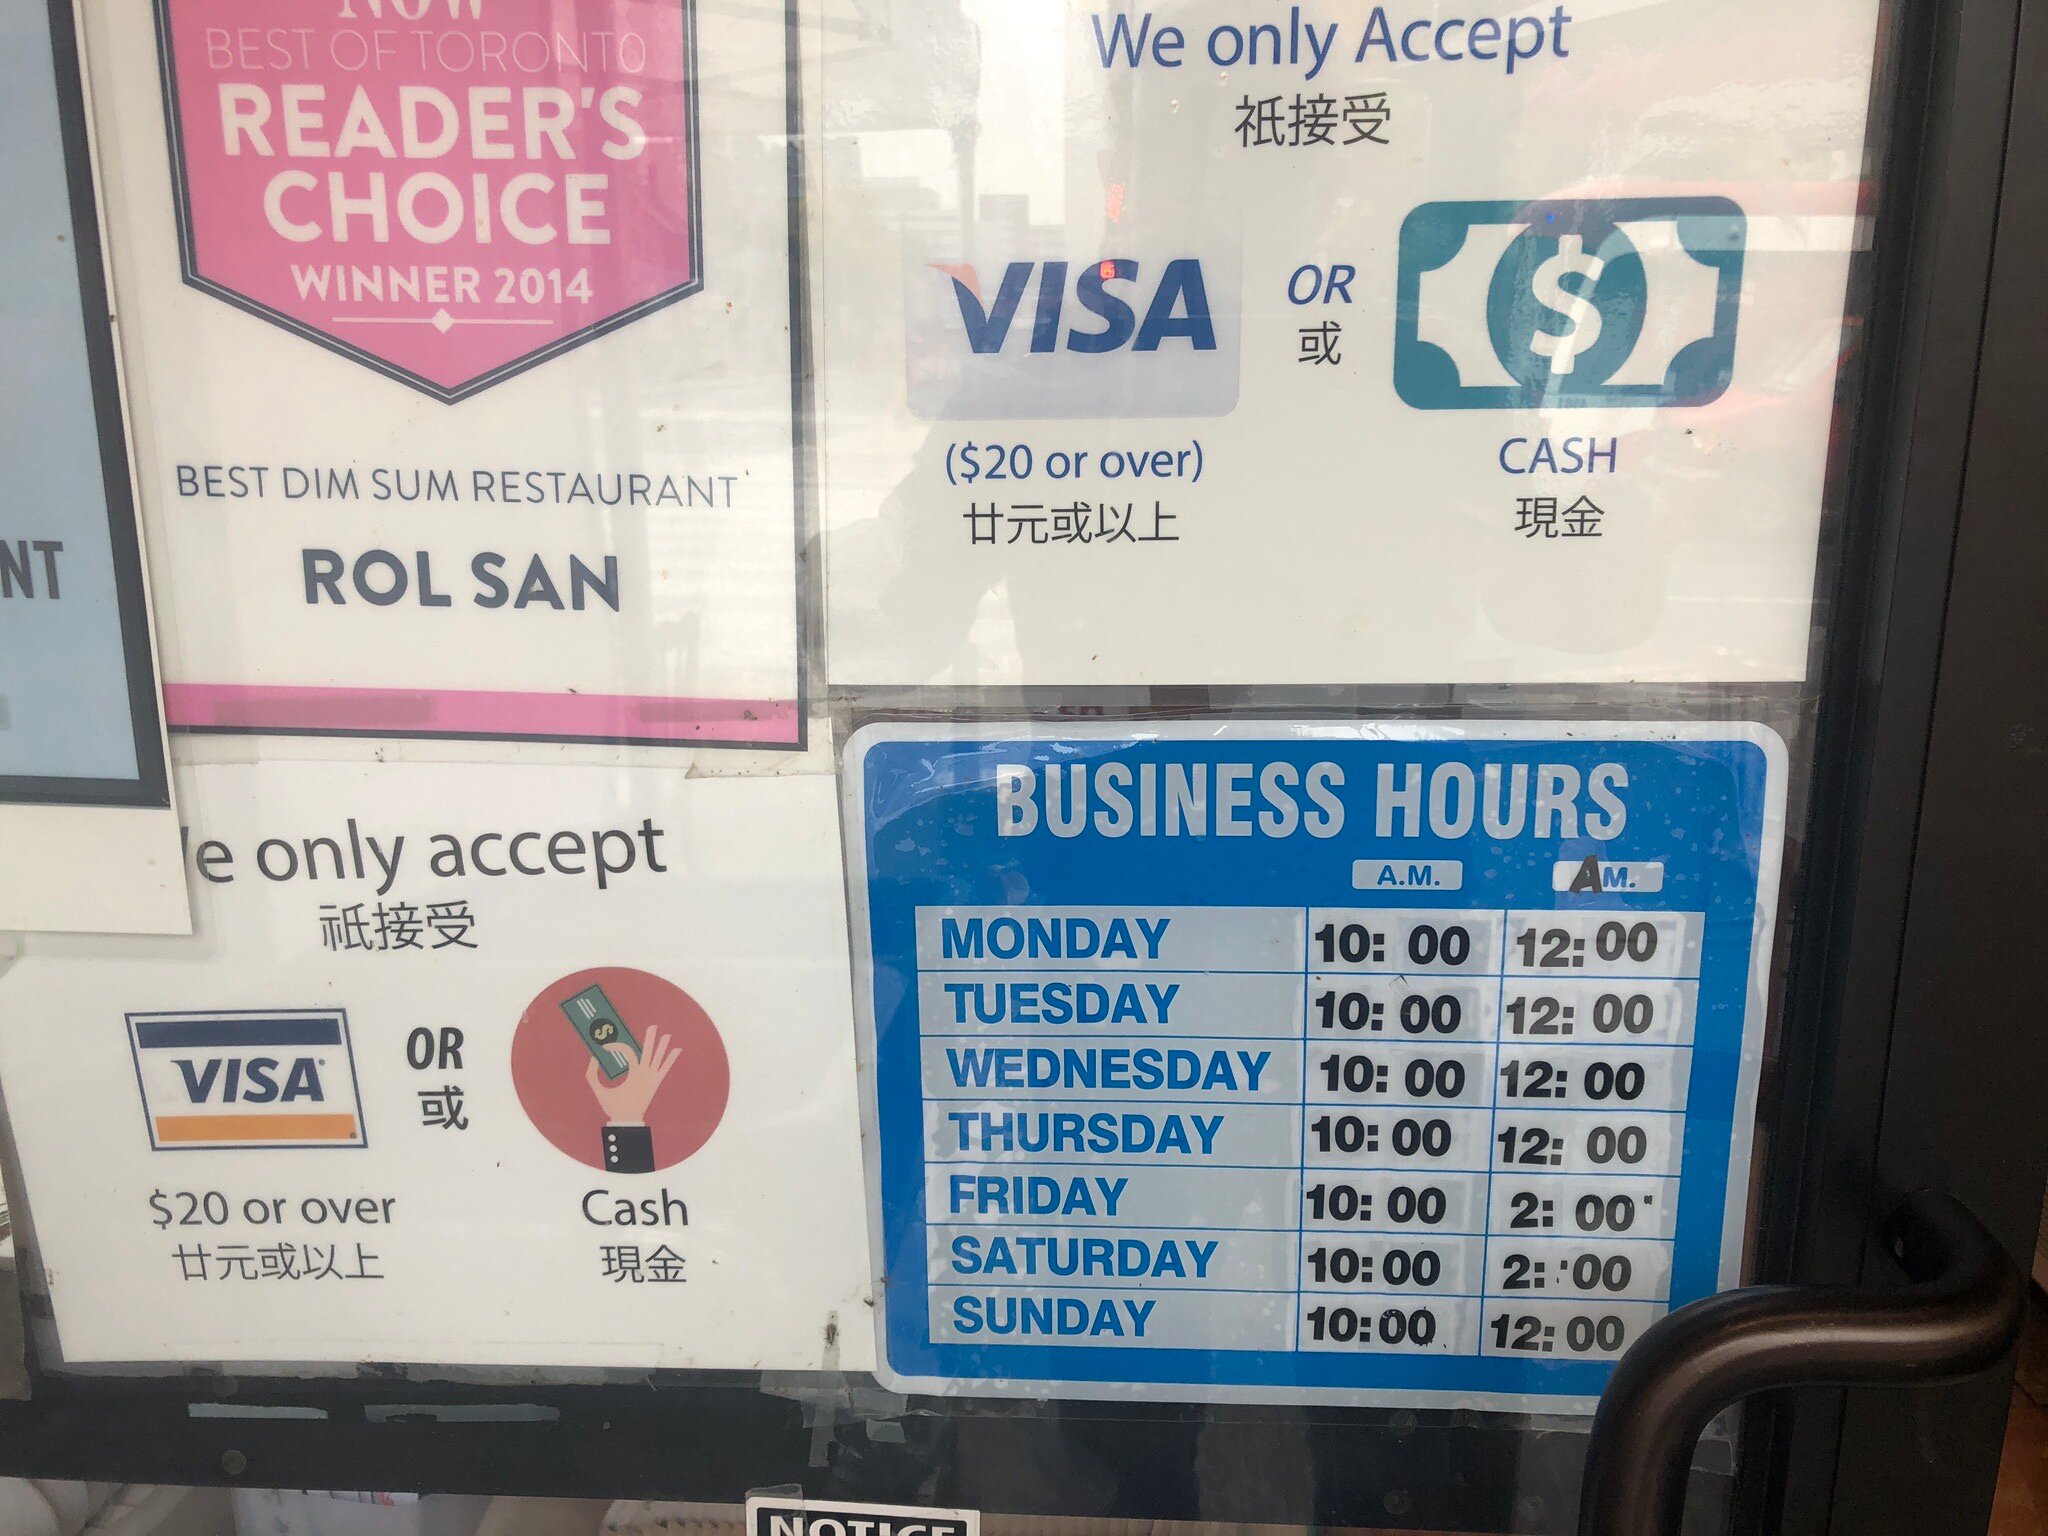 NOW
BEST OF TORONTO
READER'S
CHOICE
WINNER 2014
BEST DIM SUM RESTAURANT
ROL SAN
NT
We only Accept
祇接受
VISA
OR
或
($20 or over)
廿元或以上
CASH
現金
e only accept
祇接受
VISA
OR
或
$20 or over
廿元或以上
Cash
現金
BUSINESS HOURS
A.M. AM.
MONDAY 10:00 12:00
TUESDAY 10:00 12:00
WEDNESDAY 10:00 12:00
THURSDAY 10:00 12:00
FRIDAY 10:00 2:00
SATURDAY 10:00 2:00
SUNDAY 10:00 12:00
NOTICE